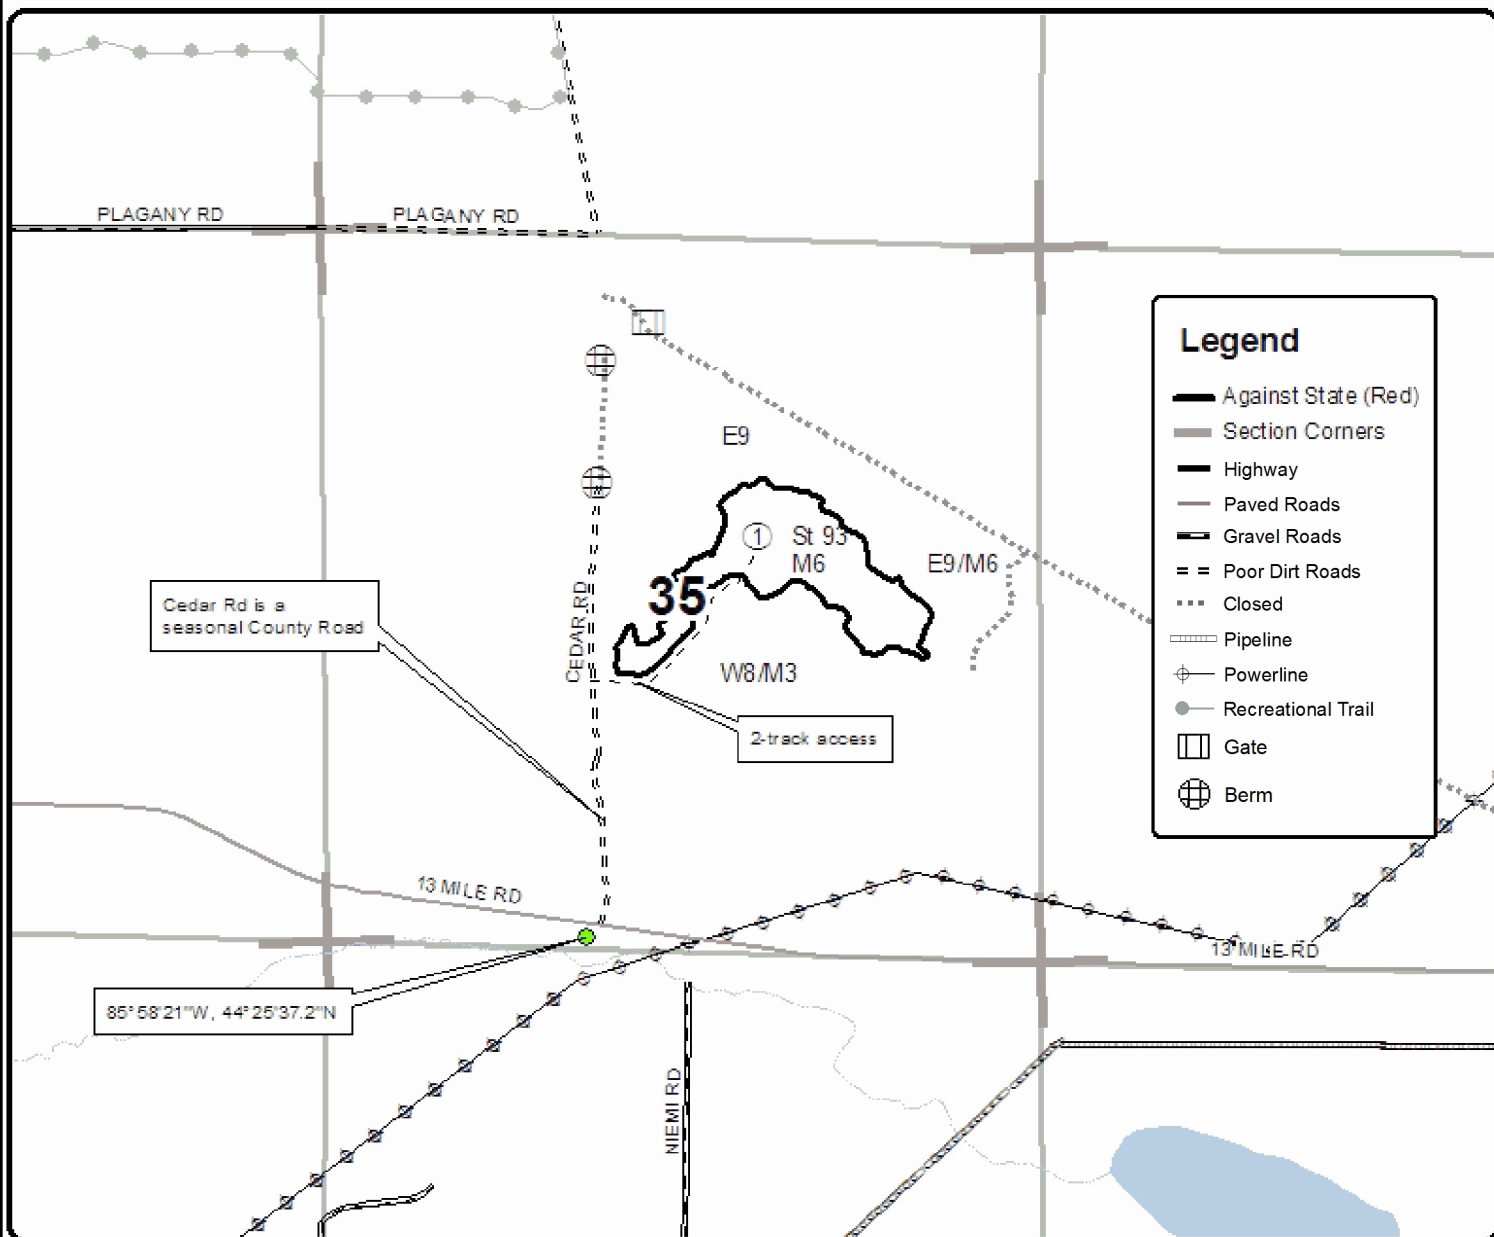 PLAGANY RD
PLAGANY RD
Legend
Against State (Red)
Section Corners
Highway
Paved Roads
Gravel Roads
Poor Dirt Roads
Closed
Pipeline
Powerline
Recreational Trail
Gate
Berm
E9
1
St 93
M6
E9/M6
35
CEDAR RD
Cedar Rd is a
seasonal County Road
W8/M3
2-track access
13 MILE RD
13 MILE RD
85°58'21"W, 44°25'37.2"N
NIEMI RD